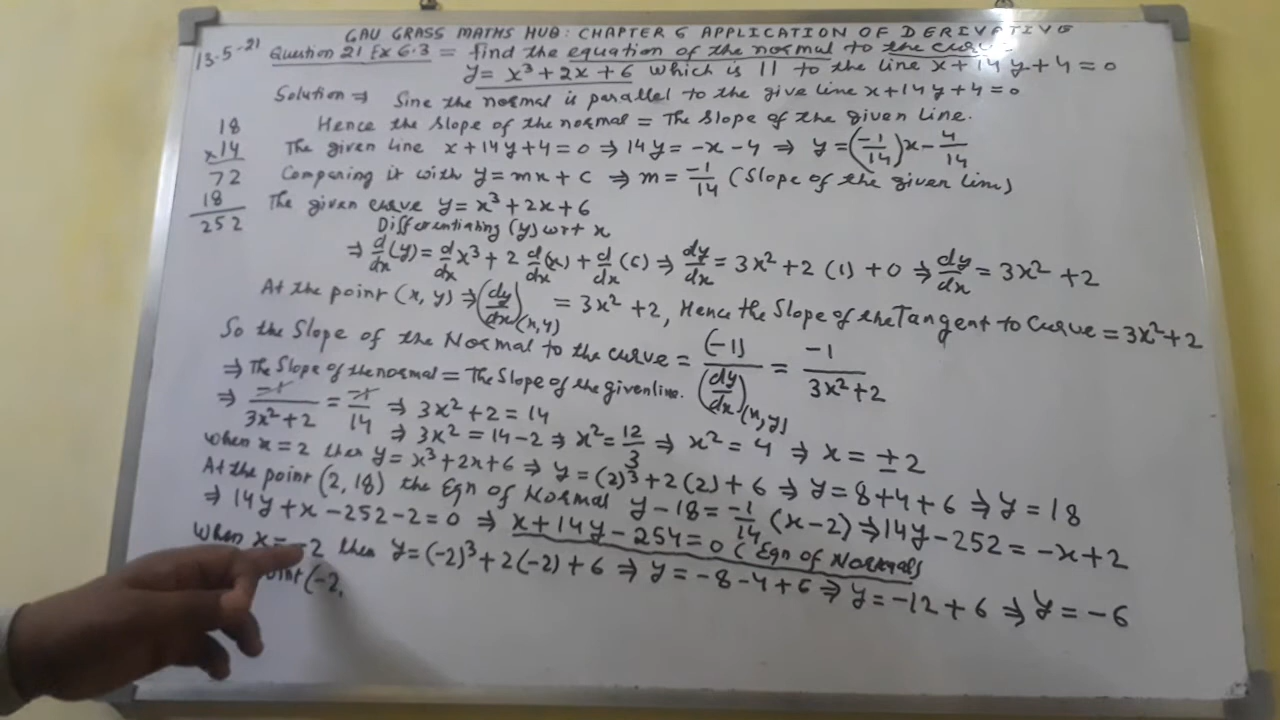 GAU GRASS MATHS HUB: CHAPTER 6 APPLICATION OF DERIVATIVE
13-5-21 Question 21 Ex 6.3 = find the equation of the normal to the curve
y = x³ + 2x + 6 which is 11 to the line x + 14y + 4 = 0
Solution ⇒ Sine the normal is parallel to the give line x + 14y + 4 = 0
Hence the slope of the normal = The slope of the given line.
The given line x + 14y + 4 = 0 ⇒ 14y = -x - 4 ⇒ y = (-1/14)x - 4/14
Comparing it with y = mx + c ⇒ m = -1/14 (Slope of the given line)
18
x14
72
18
252
The given curve y = x³ + 2x + 6
Differentiating (y) wrt x
⇒ d/dx (y) = d/dx x³ + 2 d/dx (x) + d/dx (6) ⇒ dy/dx = 3x² + 2 (1) + 0 ⇒ dy/dx = 3x² + 2
At the point (x, y) ⇒ (dy/dx)(x,y) = 3x² + 2, Hence the Slope of the Tangent to Curve = 3x² + 2
So the Slope of the Normal to the curve = (-1)/(dy/dx)(x,y) = -1/3x² + 2
⇒ The Slope of the normal = The Slope of the given line.
⇒ -1/3x² + 2 = -1/14 ⇒ 3x² + 2 = 14
⇒ 3x² = 14 - 2 ⇒ x² = 12/3 ⇒ x² = 4 ⇒ x = ± 2
When x = 2 then y = x³ + 2x + 6 ⇒ y = (2)³ + 2(2) + 6 ⇒ y = 8 + 4 + 6 ⇒ y = 18
At the point (2, 18) the Eqn of Normal y - 18 = -1/14 (x - 2) ⇒ 14y - 252 = -x + 2
⇒ 14y + x - 252 - 2 = 0 ⇒ x + 14y - 254 = 0 (Eqn of Normal)
When x = -2 then y = (-2)³ + 2(-2) + 6 ⇒ y = -8 - 4 + 6 ⇒ y = -12 + 6 ⇒ y = -6
(-2,